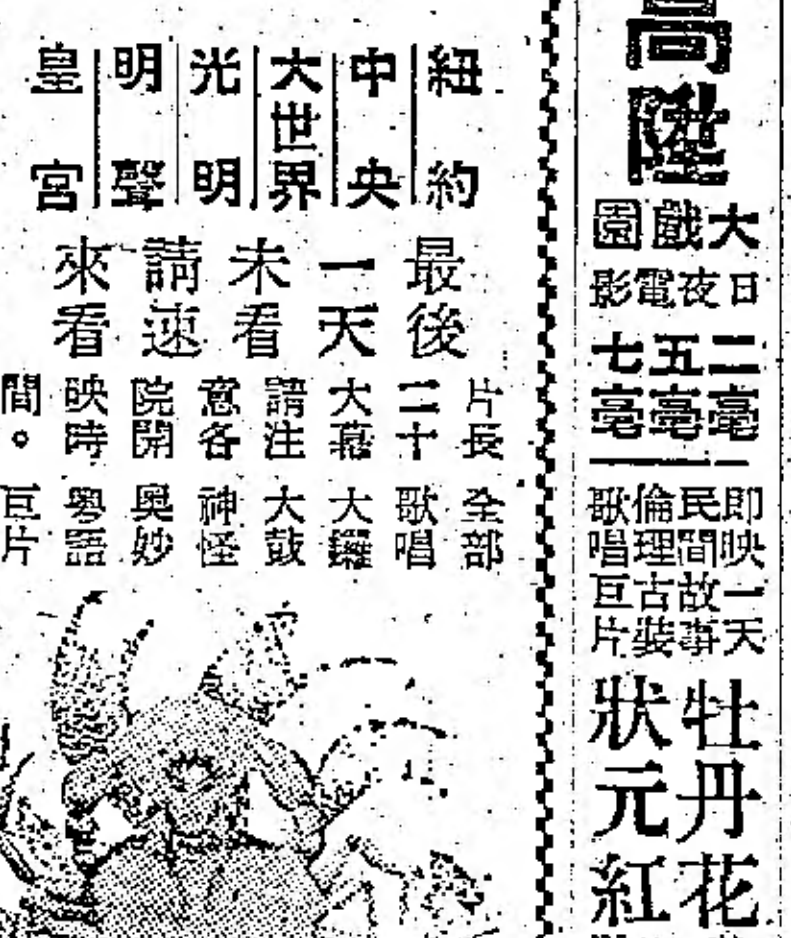 高陞
大戲園
日夜電影
二毫
五毫
七毫
即映一天
民間故事
倫理古裝
歌唱巨片
牡丹花
狀元紅
紐約
中央
大世界
光明
明聲
皇宮
最後
一天
未看
請速
來看
片長
二十
大幕
請注
意各
院開
映時
間。
全部
歌唱
大鑼
大鼓
神怪
奧妙
粵語
巨片